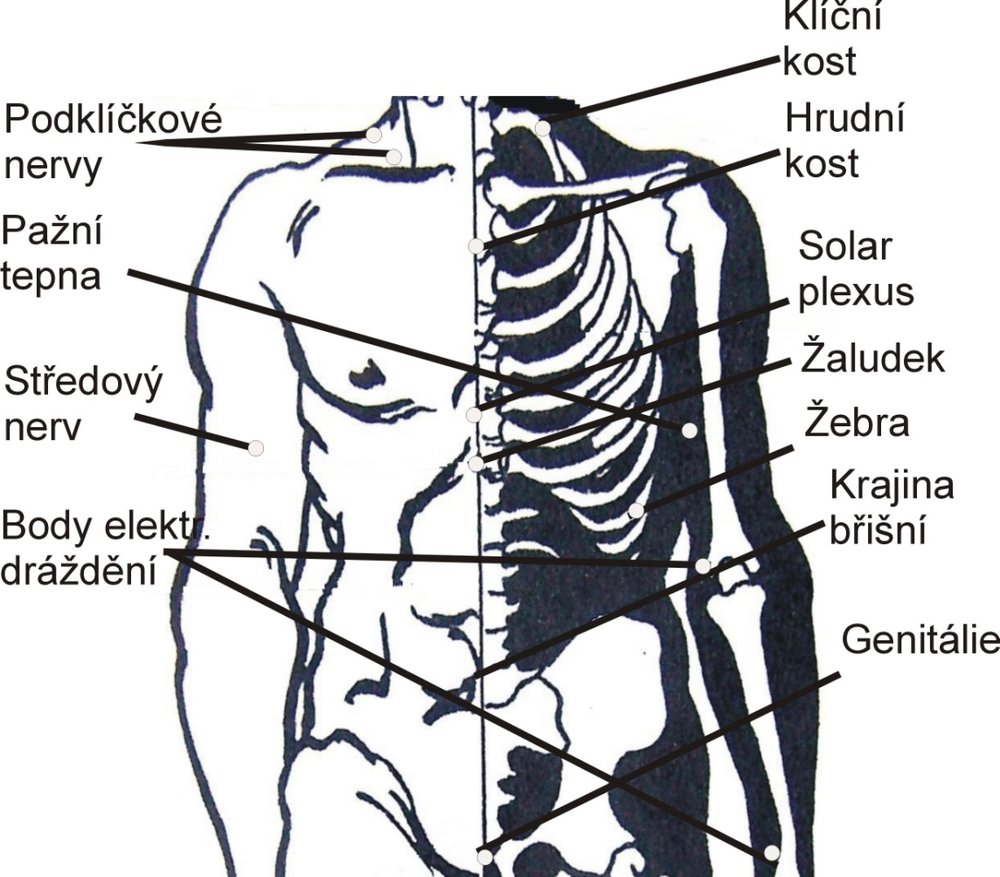 Klíční
kost
Podklíčkové
nervy
Hrudní
kost
Pažní
tepna
Solar
plexus
Žaludek
Středový
nerv
Žebra
Krajina
břišní
Body elektr.
dráždění
Genitálie